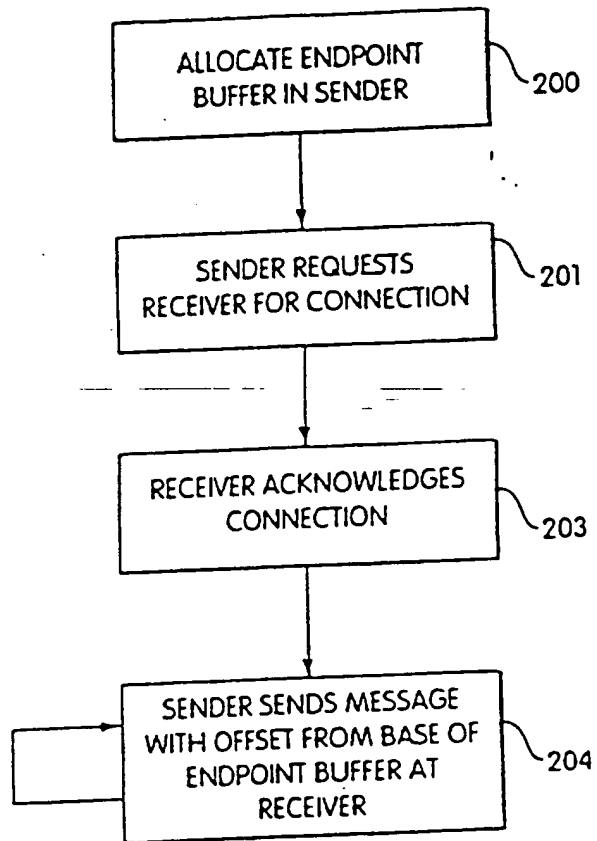 ALLOCATE ENDPOINT
BUFFER IN SENDER
200
SENDER REQUESTS
RECEIVER FOR CONNECTION
201
RECEIVER ACKNOWLEDGES
CONNECTION
203
SENDER SENDS MESSAGE
WITH OFFSET FROM BASE OF
ENDPOINT BUFFER AT
RECEIVER
204